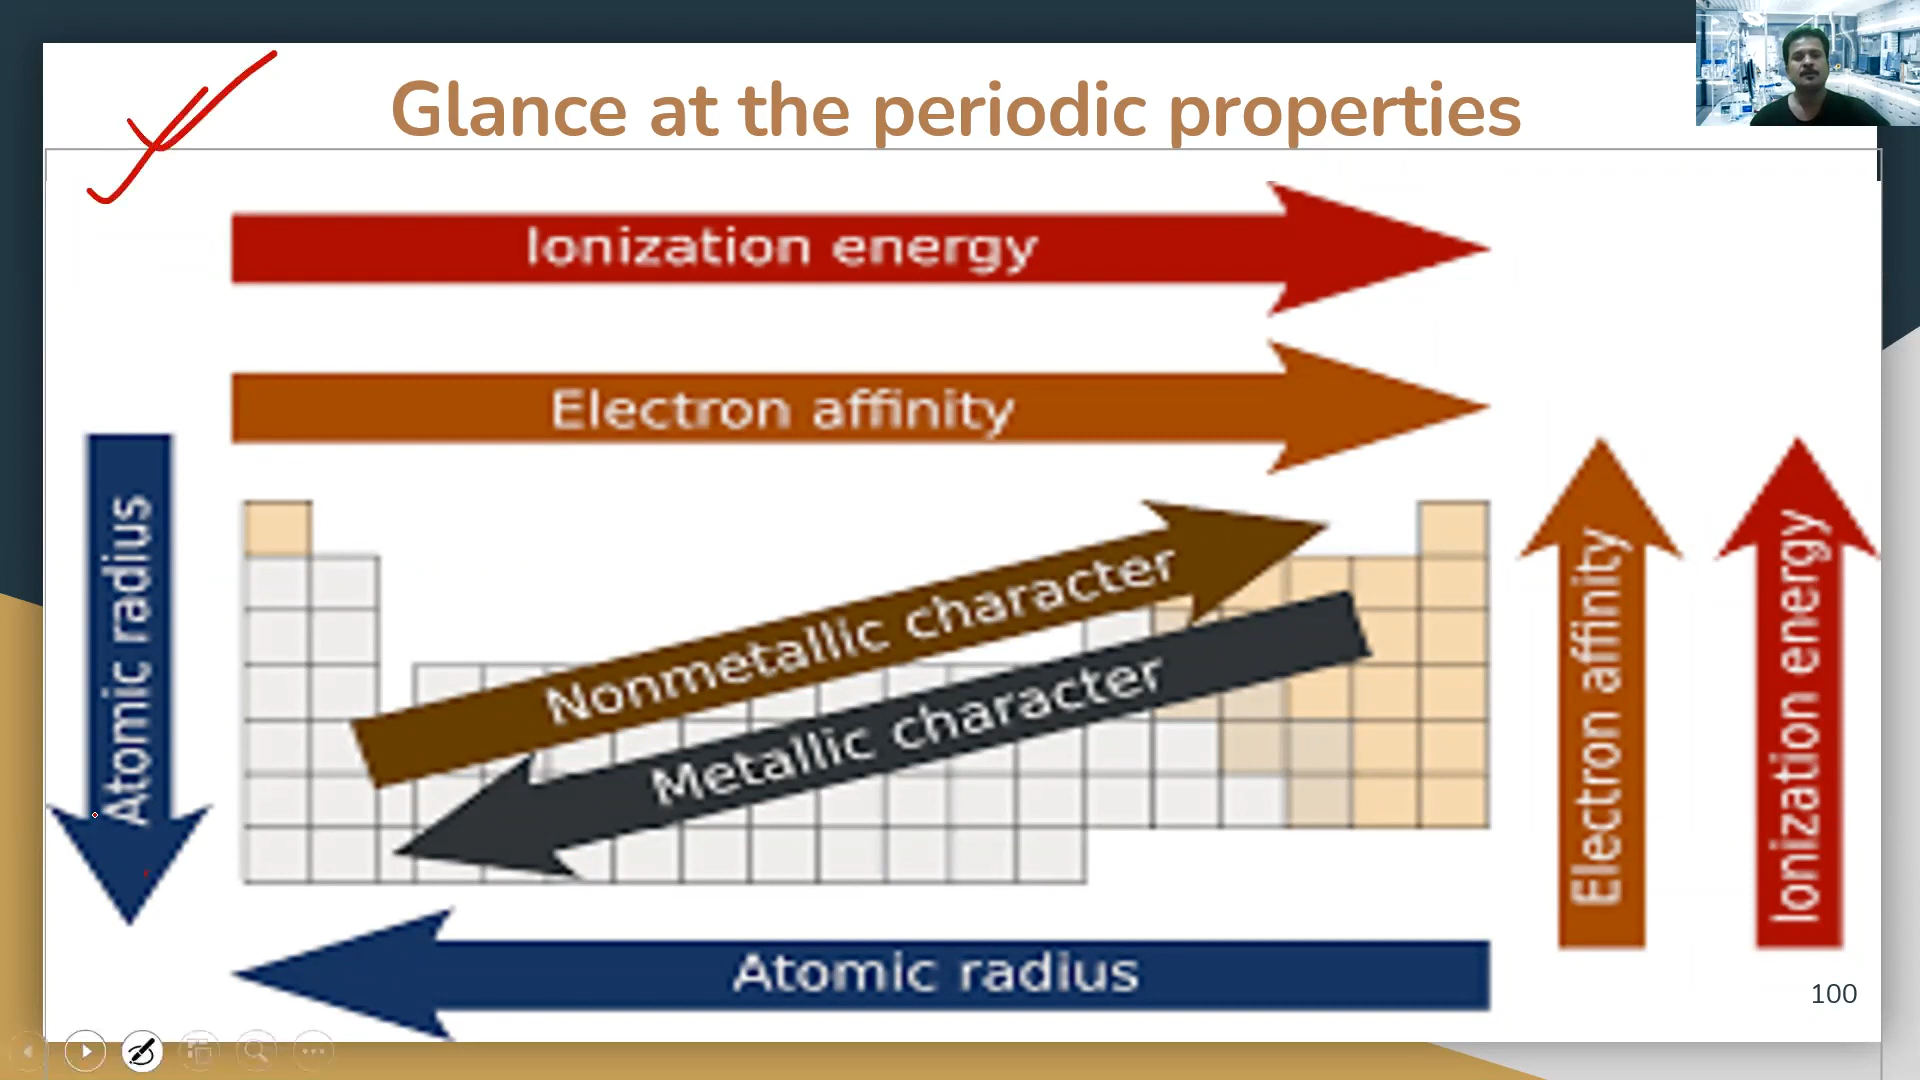 Glance at the periodic properties
Ionization energy
Electron affinity
Atomic radius
Nonmetallic character
Metallic character
Electron affinity
Ionization energy
Atomic radius
100